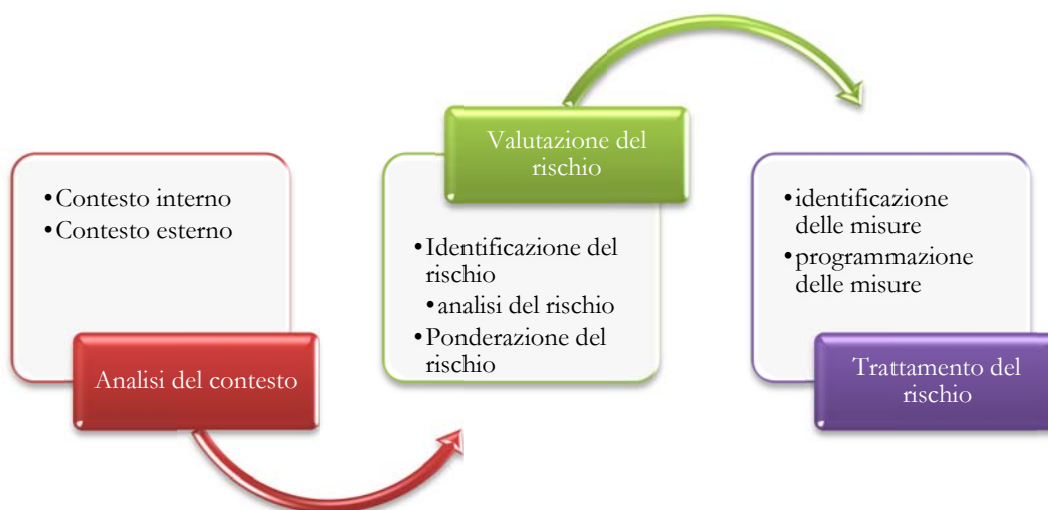 •Contesto interno
•Contesto esterno
Analisi del contesto
Valutazione del
rischio
•Identificazione del
rischio
•analisi del rischio
•Ponderazione del
rischio
•identificazione
delle misure
•programmazione
delle misure
Trattamento del
rischio